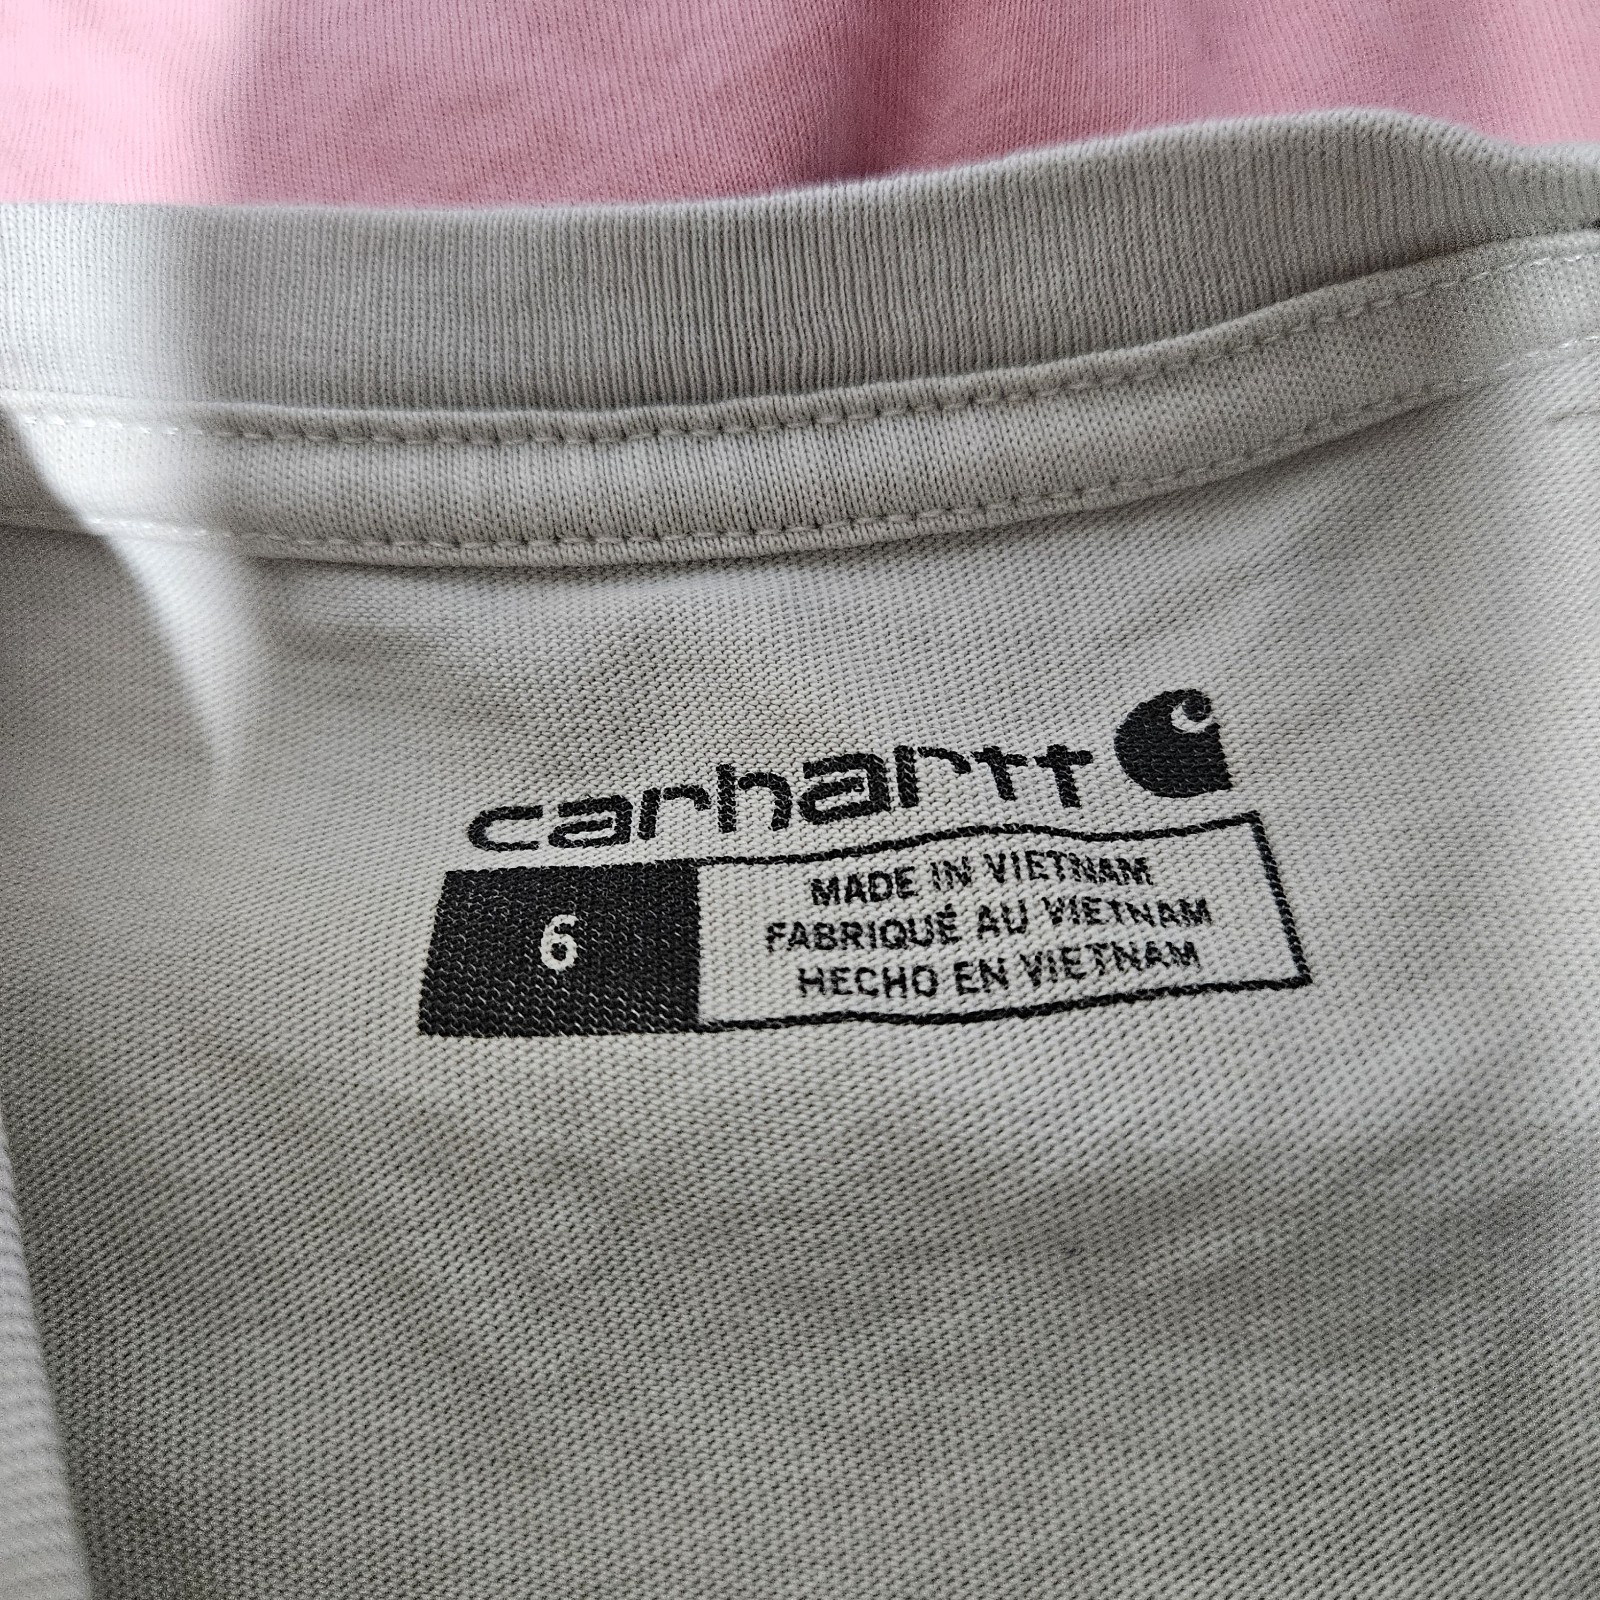 carhartt
6
MADE IN VIETNAM
FABRIQUÉ AU VIETNAM
HECHO EN VIETNAM